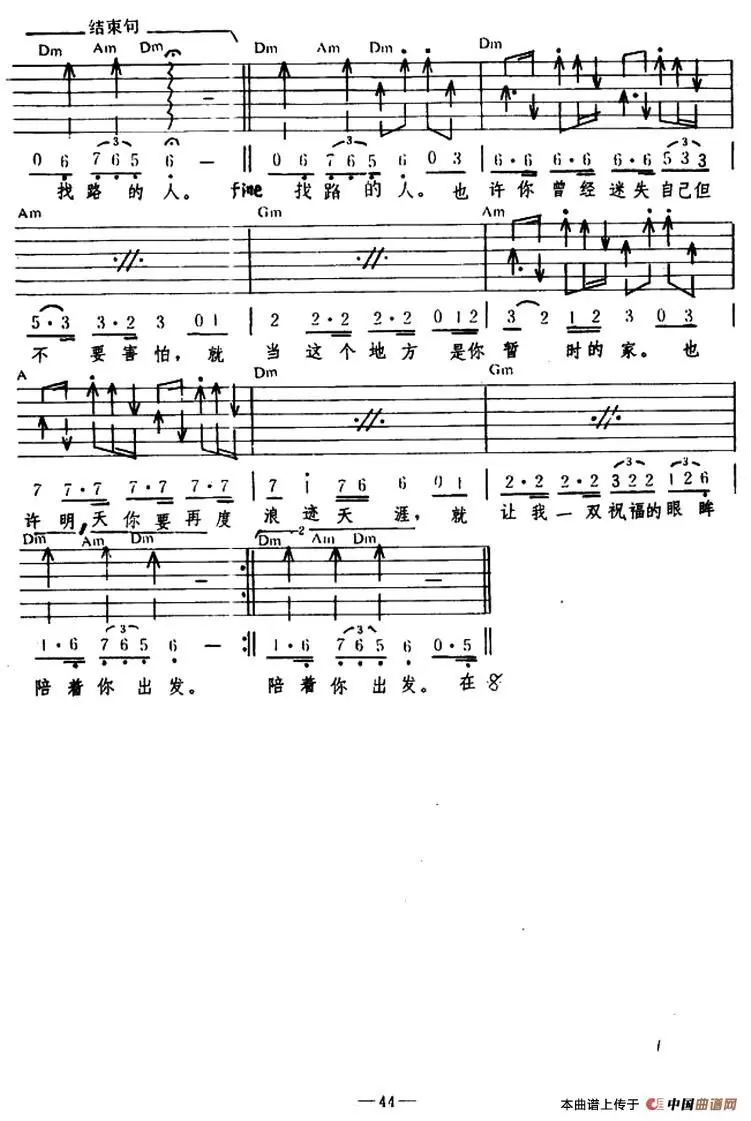 结束句
Dm Am Dm Dm Am Dm Dm
0 6 7 6 5 6 — 0 6 7 6 5 6 0 3 6·6 6·6 6·6 5 3 3
找路的人。 fine 找路的人。也 许你曾经迷失自己但
Am Gm Am
5·3 3·2 3 0 1 2 2·2 2·2 0 1 2 3 2 1 2 3 0 3
不要害怕，就 当这个地方是你暂 时的家。也
A Dm Gm
7 7·7 7·7 7·7 7 i 7 6 6 0 1 2·2 2·2 3 2 2 1 2 6
许明天你要再度 浪迹天涯，就 让我一双祝福的眼眸
Dm Am Dm 2 Dm Am Dm
1·6 7 6 5 6 — 1·6 7 6 5 6 0·5
陪着你出发。 陪着你出发。在
—44—
本曲谱上传于 中国曲谱网